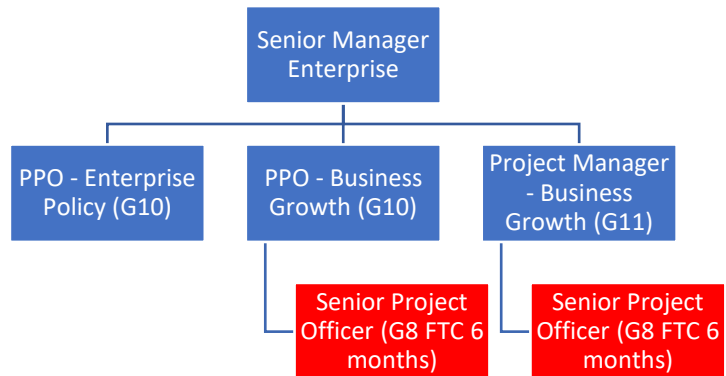 Senior Manager
Enterprise
PPO - Enterprise
Policy (G10)
PPO - Business
Growth (G10)
Project Manager
- Business
Growth (G11)
Senior Project
Officer (G8 FTC 6
months)
Senior Project
Officer (G8 FTC 6
months)